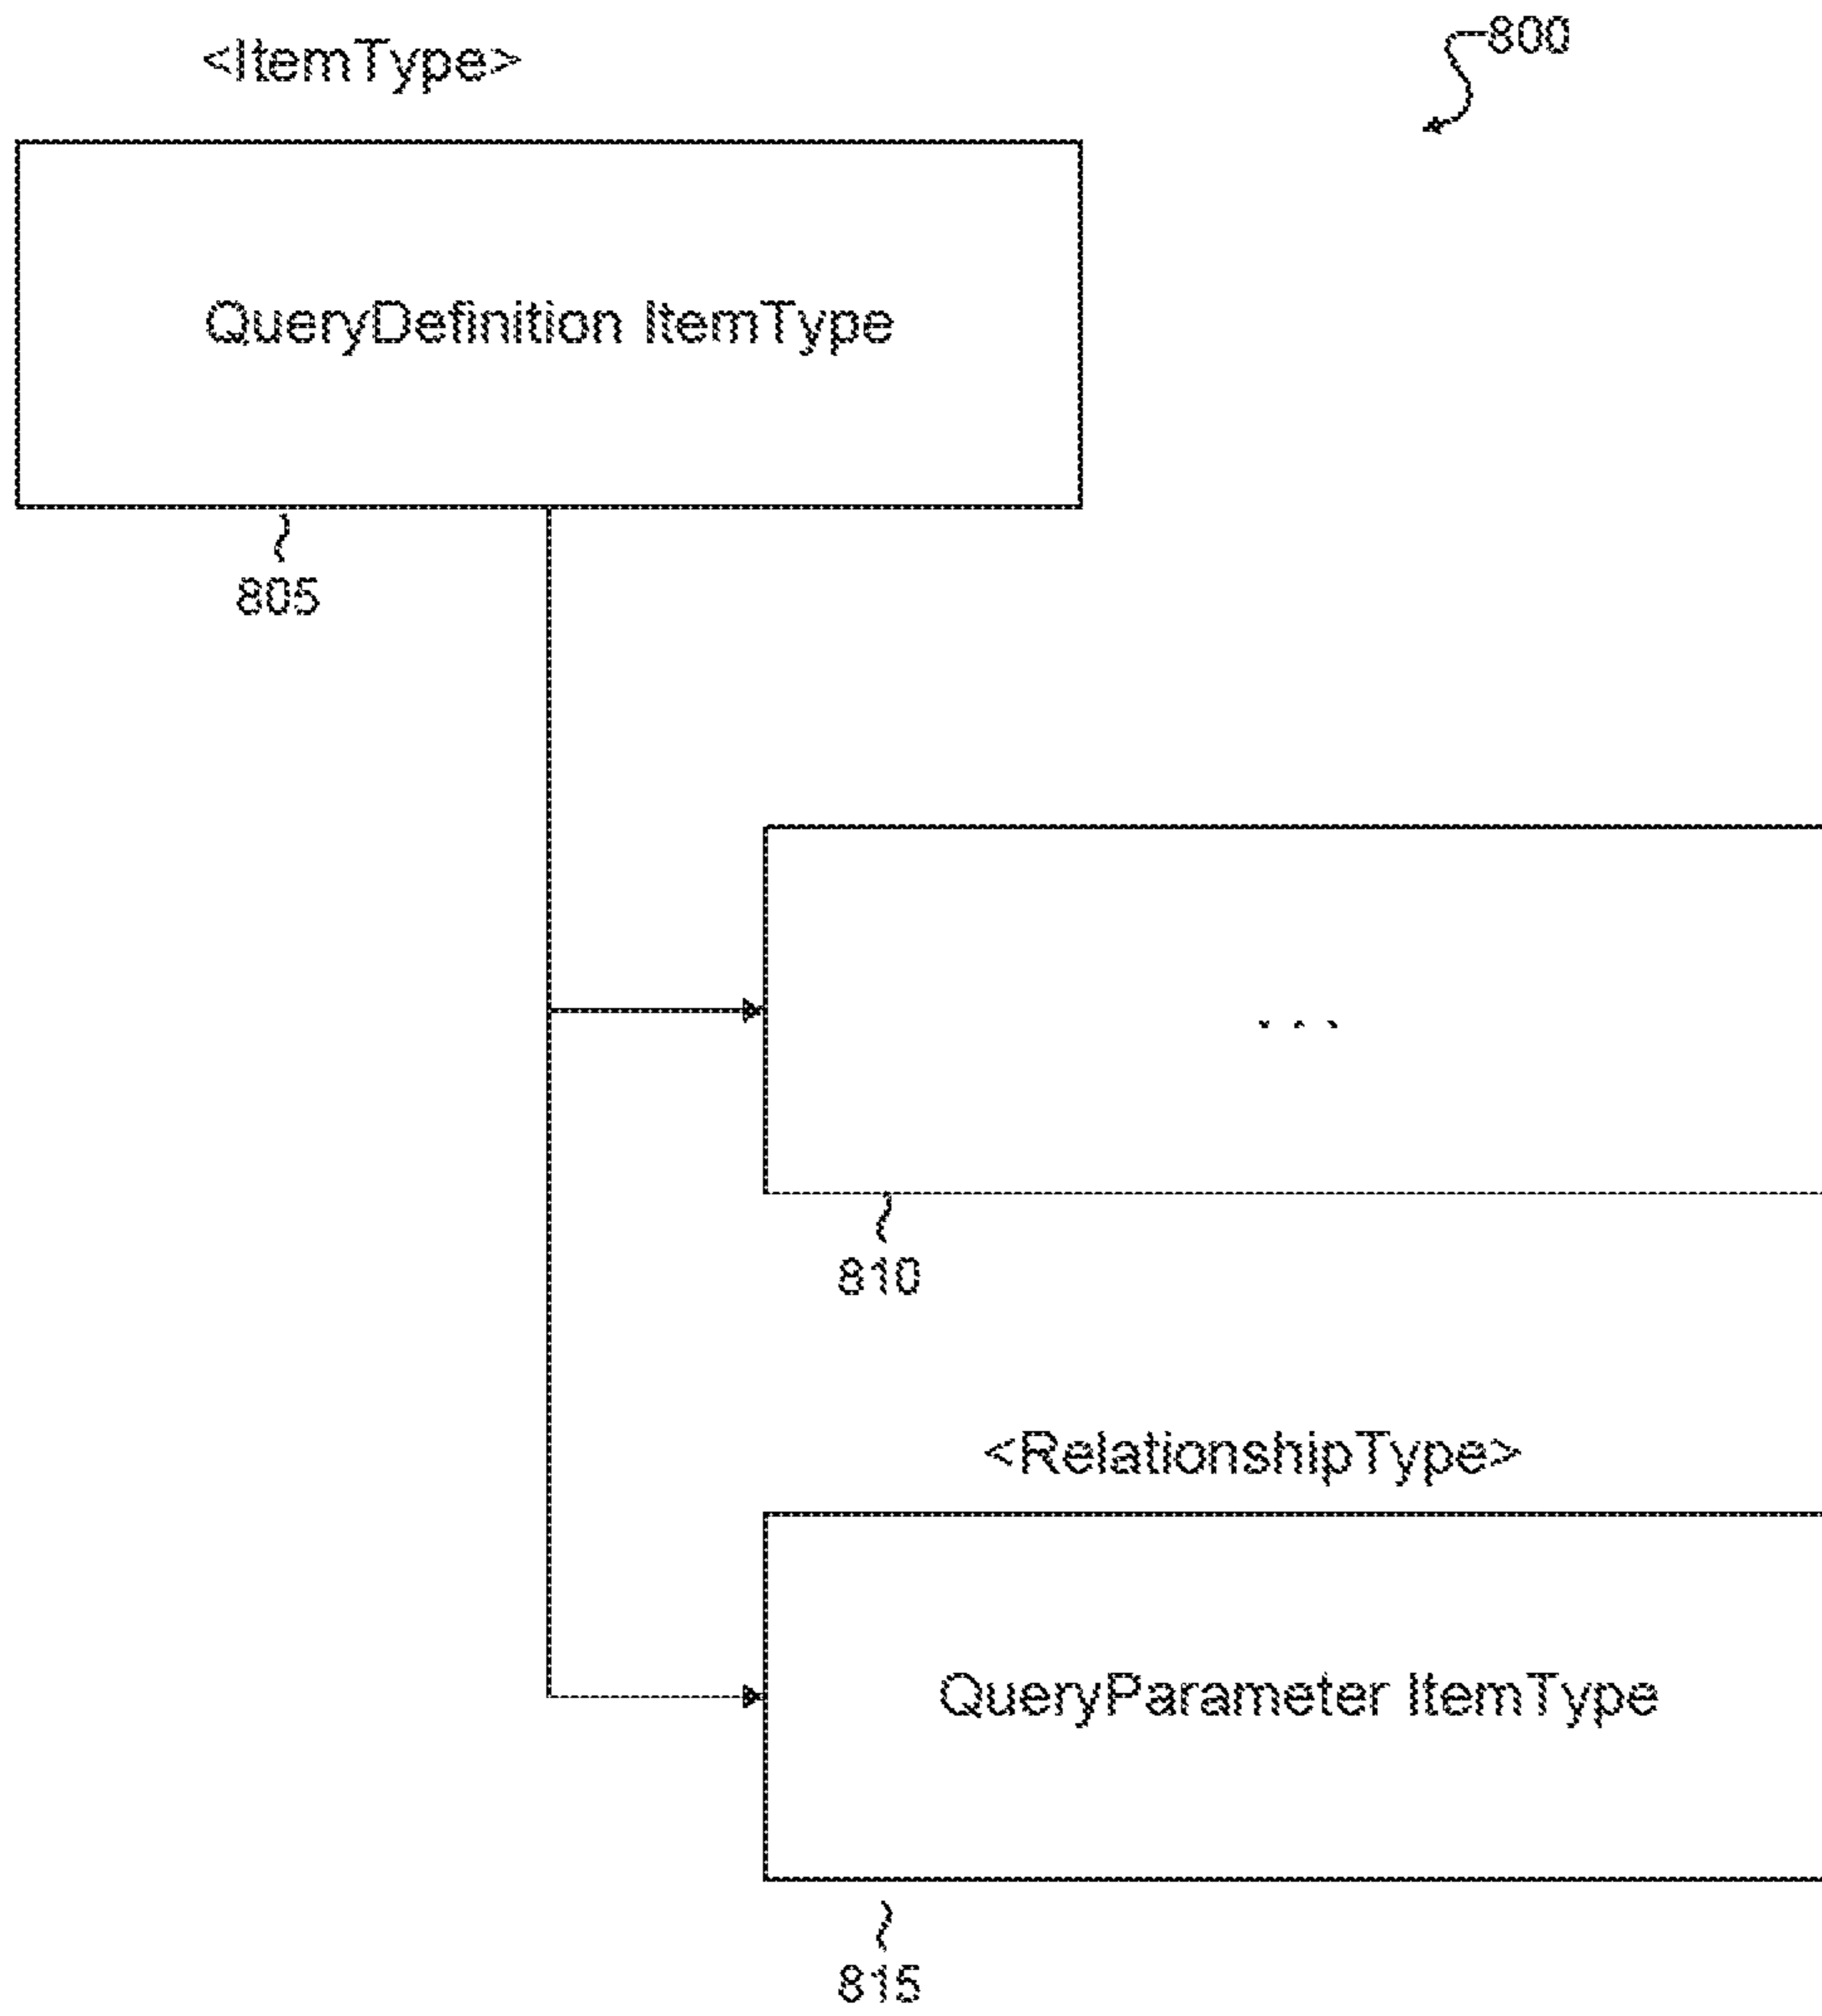 <ItemType>
800
QueryDefinition ItemType
805
. . .
810
<RelationshipType>
QueryParameter ItemType
815